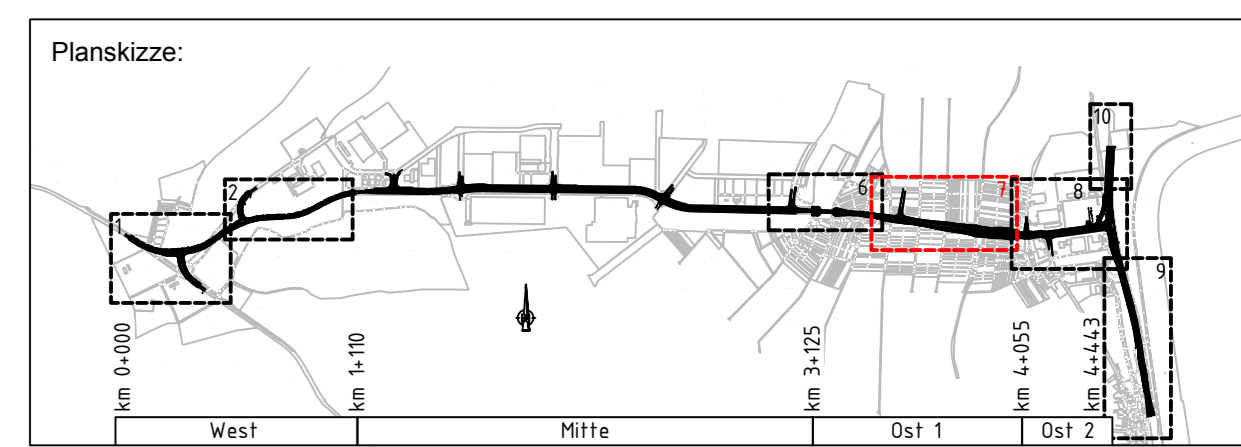 Planskizze:
10
2
6
7
8
1
9
km 0+000
km 1+110
km 3+125
km 4+055
km 4+443
West
Mitte
Ost 1
Ost 2